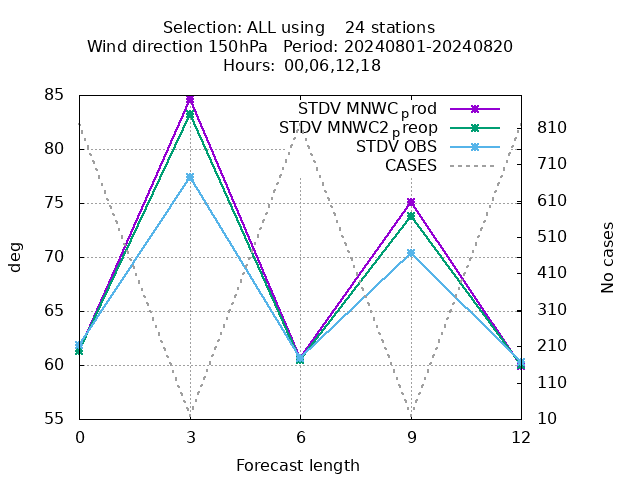 Selection: ALL using    24 stations
Wind direction 150hPa   Period: 20240801-20240820
Hours: 00,06,12,18
STDV MNWC_prod
STDV MNWC2_preop
STDV OBS
CASES
85
80
75
70
65
60
55
deg
810
710
610
510
410
310
210
110
10
No cases
0 3 6 9 12
Forecast length